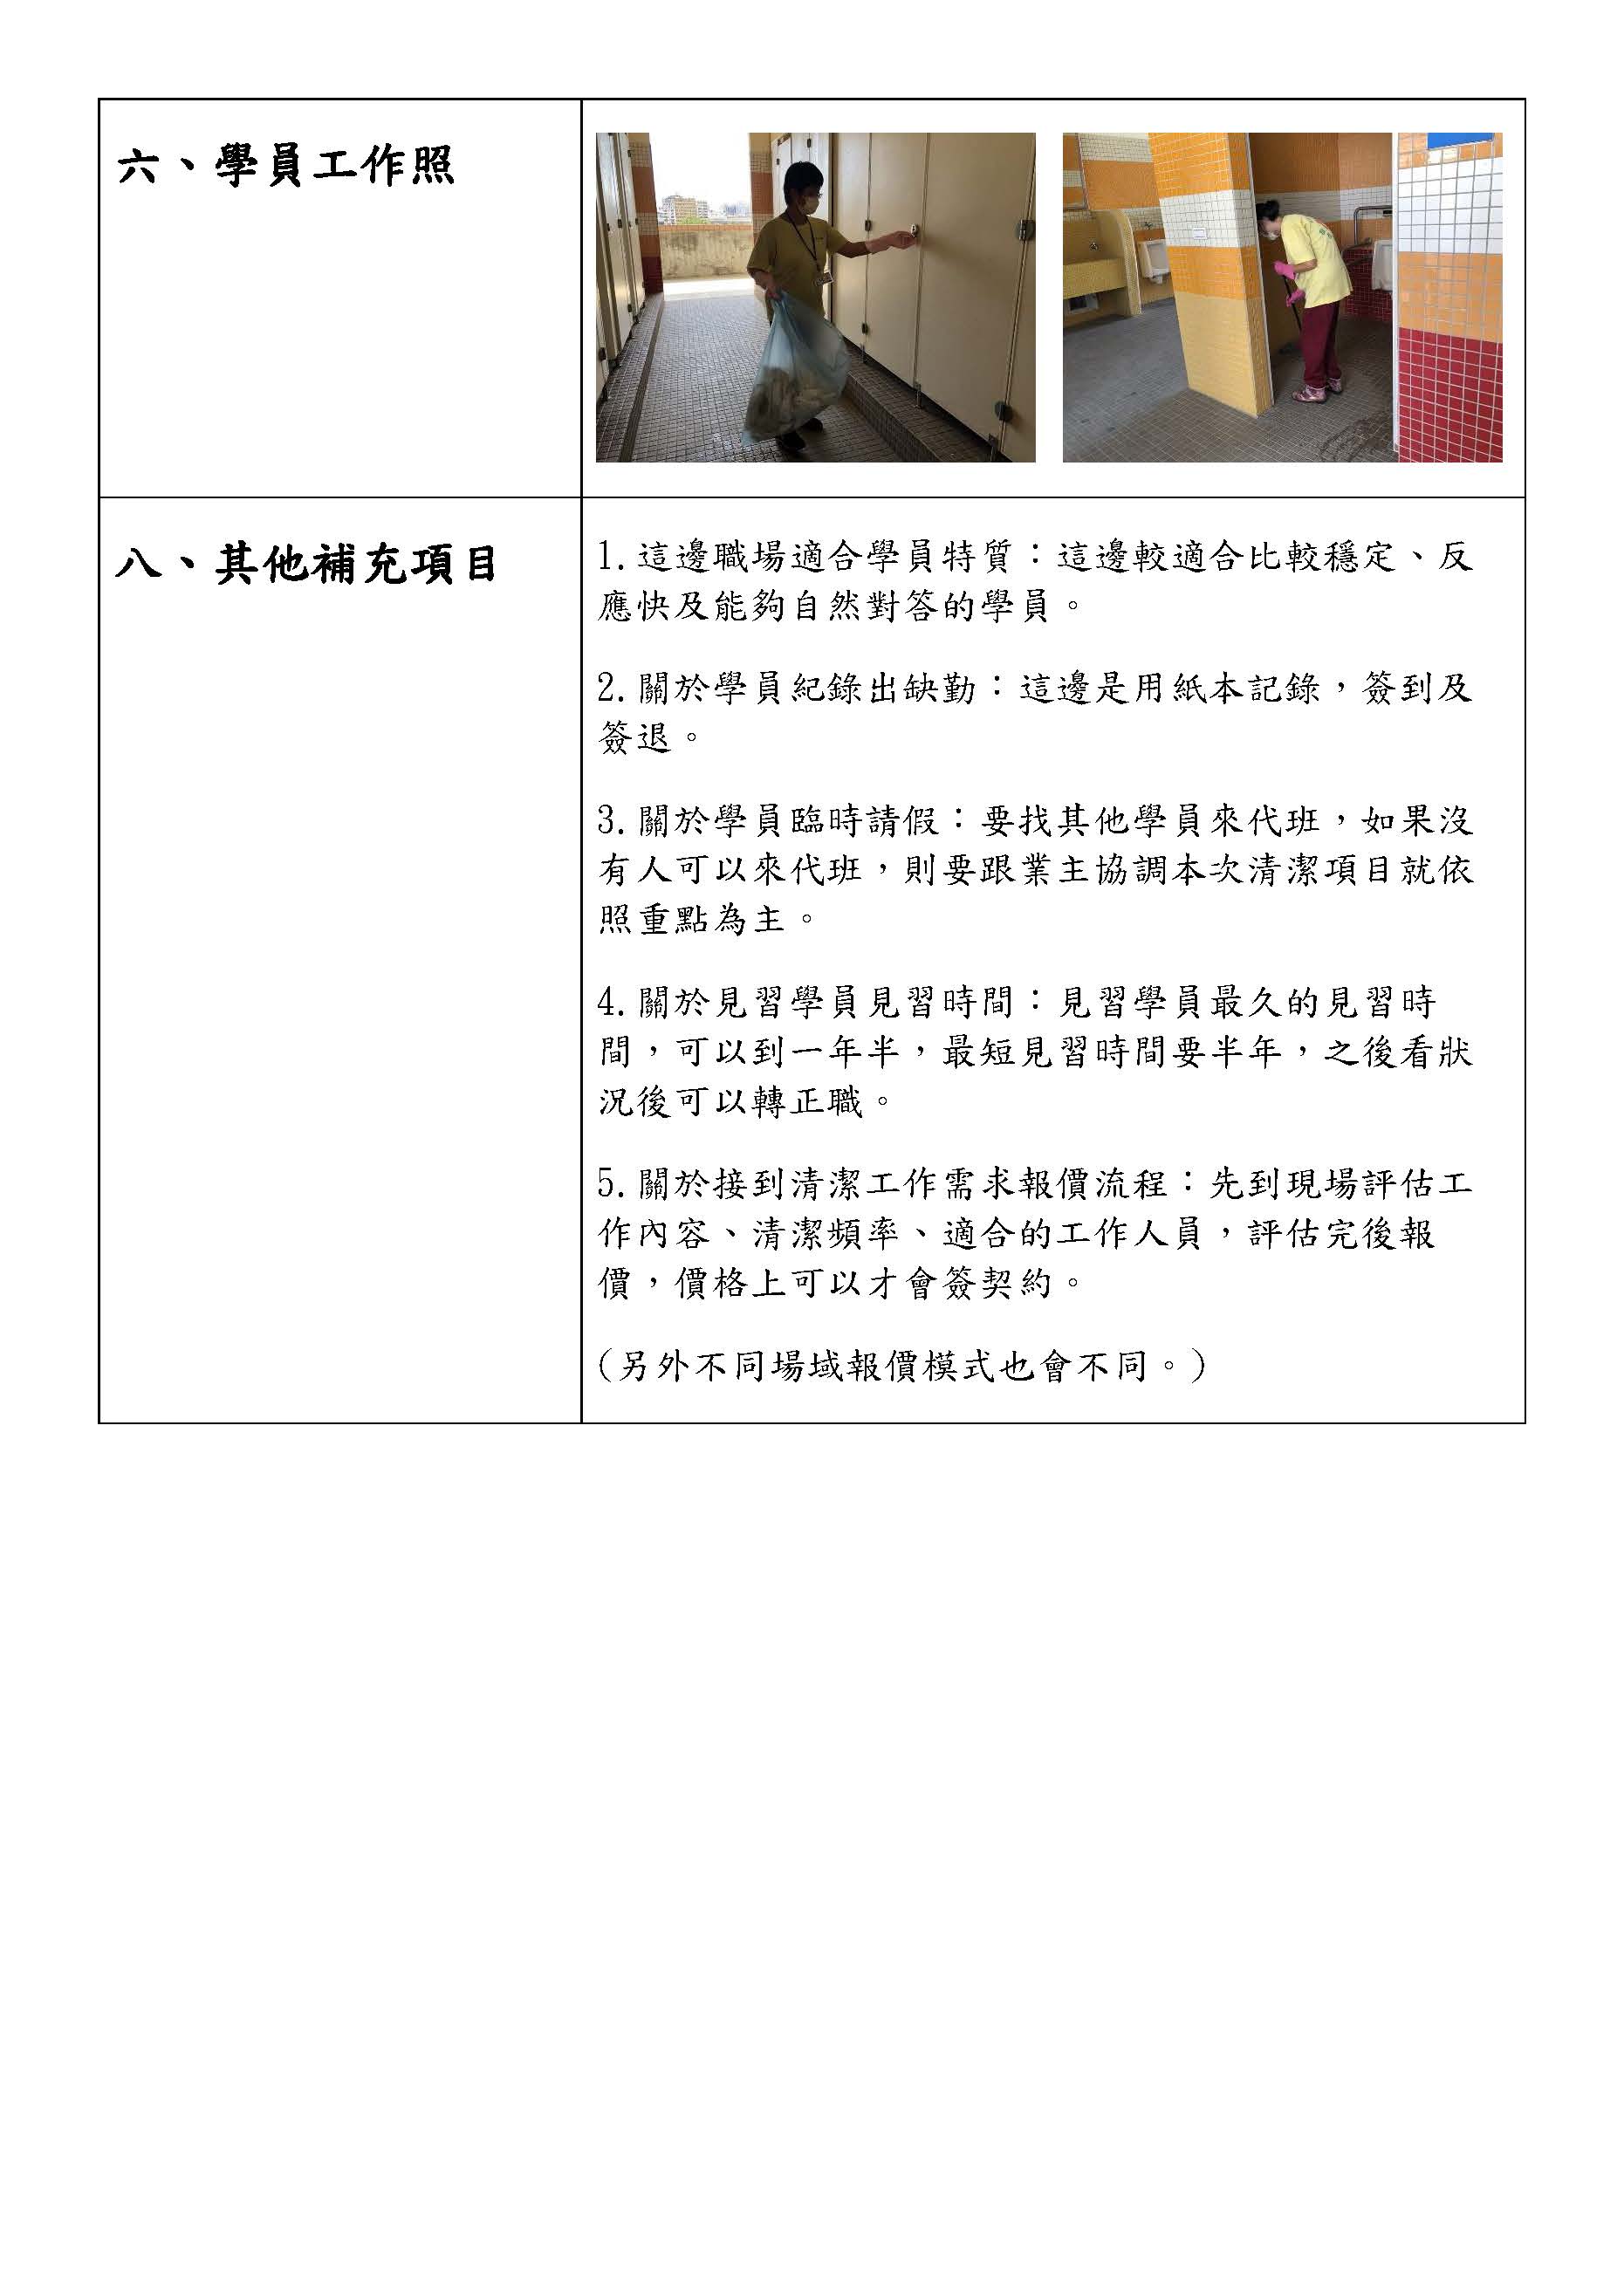 六、學員工作照
八、其他補充項目
1.這邊職場適合學員特質：這邊較適合比較穩定、反
應快及能夠自然對答的學員。
2.關於學員紀錄出缺勤：這邊是用紙本記錄，簽到及
簽退。
3.關於學員臨時請假：要找其他學員來代班，如果沒
有人可以來代班，則要跟業主協調本次清潔項目就依
照重點為主。
4.關於見習學員見習時間：見習學員最久的見習時
間，可以到一年半，最短見習時間要半年，之後看狀
況後可以轉正職。
5.關於接到清潔工作需求報價流程：先到現場評估工
作內容、清潔頻率、適合的工作人員，評估完後報
價，價格上可以才會簽契約。
(另外不同場域報價模式也會不同。)